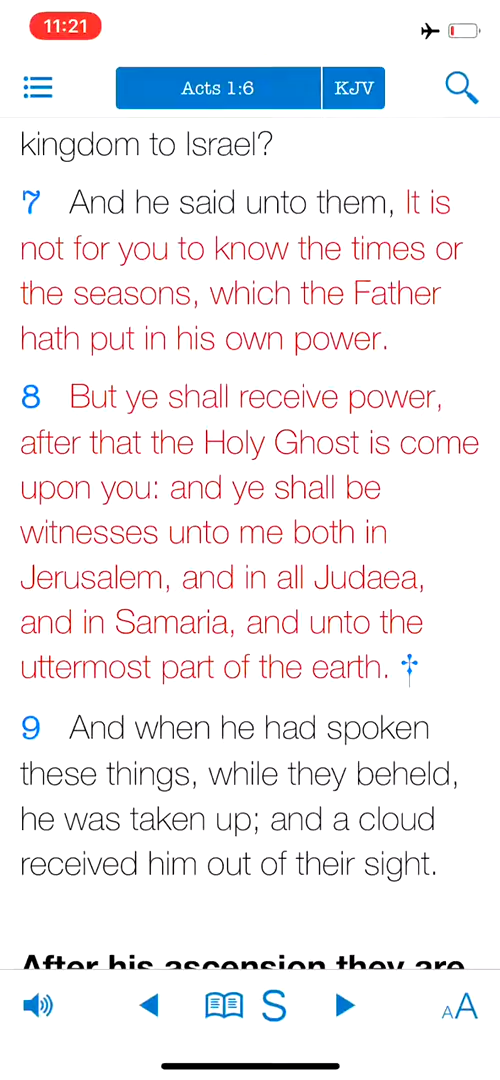 11:21
Acts 1:6 KJV
kingdom to Israel?
7 And he said unto them, It is
not for you to know the times or
the seasons, which the Father
hath put in his own power.
8 But ye shall receive power,
after that the Holy Ghost is come
upon you: and ye shall be
witnesses unto me both in
Jerusalem, and in all Judaea,
and in Samaria, and unto the
uttermost part of the earth. †
9 And when he had spoken
these things, while they beheld,
he was taken up; and a cloud
received him out of their sight.
After his ascension they are
S AA